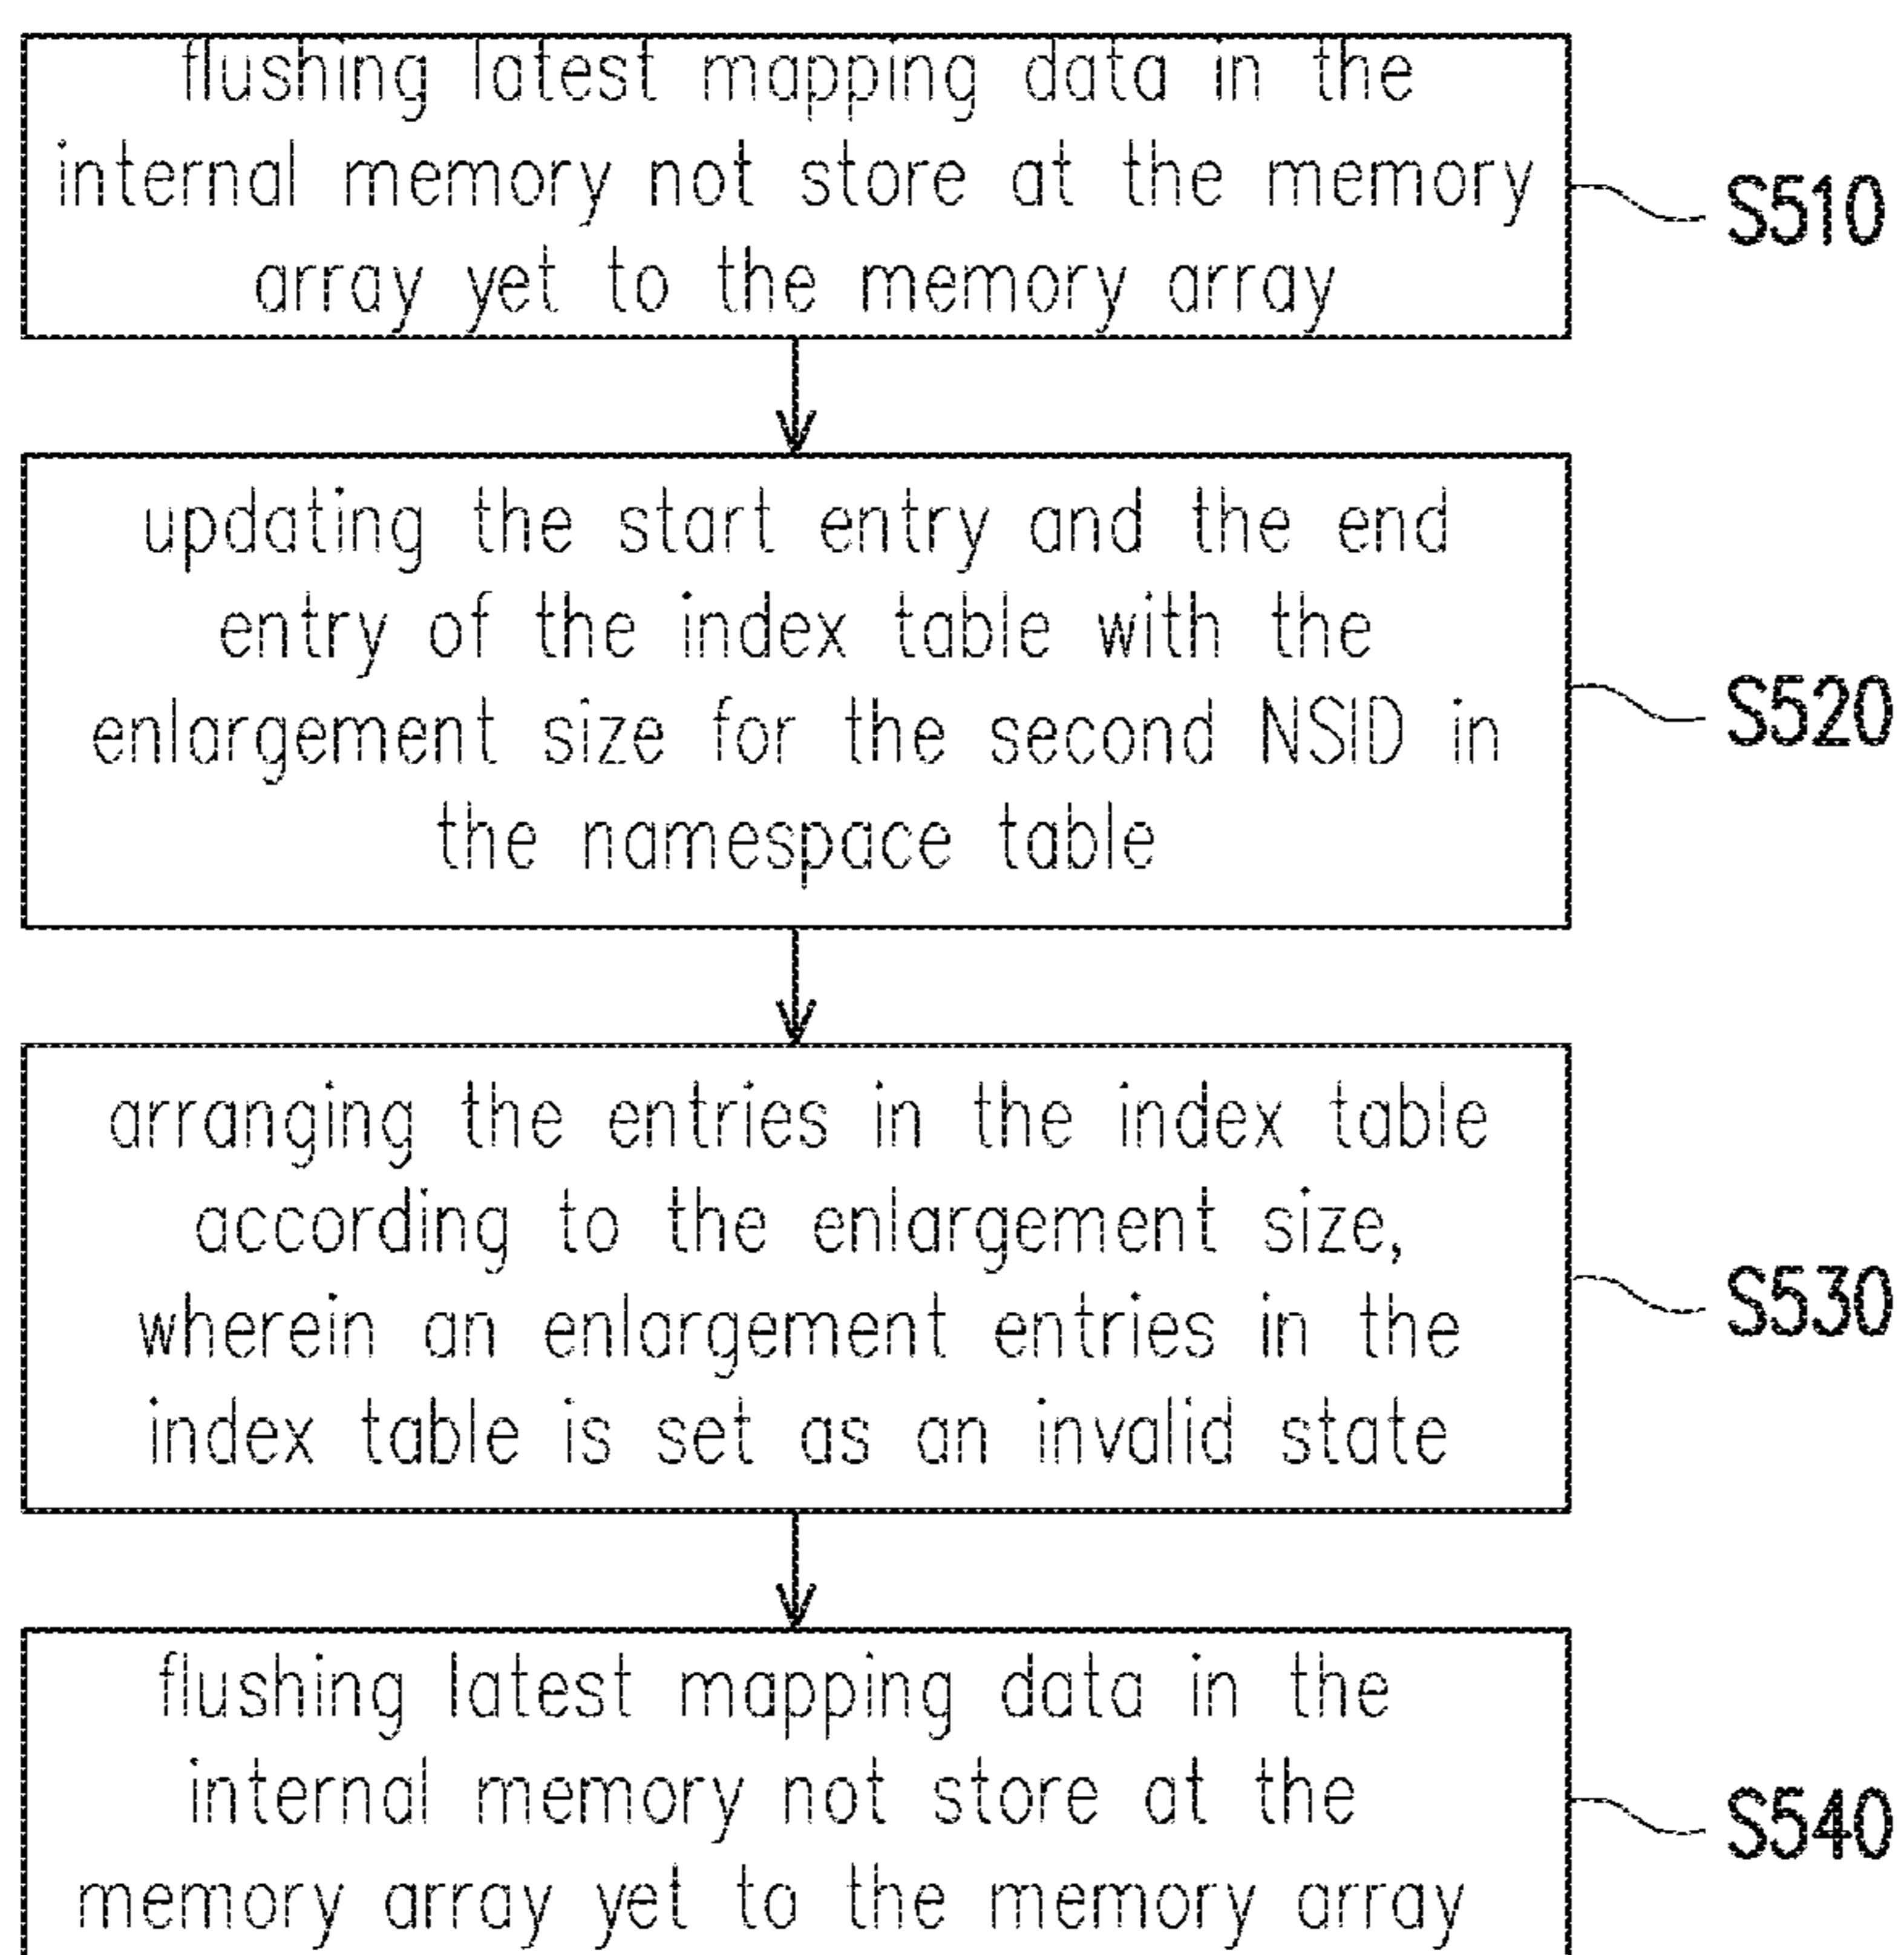 flushing latest mapping data in the
internal memory not store at the memory
array yet to the memory array
S510
updating the start entry and the end
entry of the index table with the
enlargement size for the second NSID in
the namespace table
S520
arranging the entries in the index table
according to the enlargement size,
wherein an enlargement entries in the
index table is set as an invalid state
S530
flushing latest mapping data in the
internal memory not store at the
memory array yet to the memory array
S540